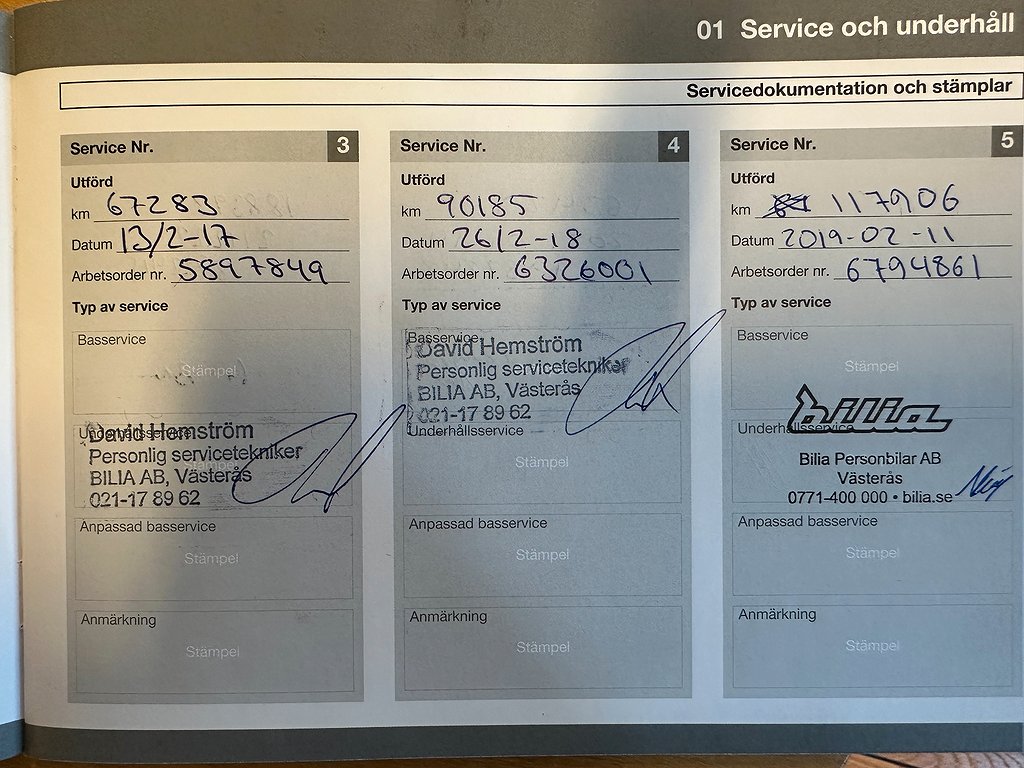 01 Service och underhåll
Servicedokumentation och stämplar
Service Nr. 3
Utförd
km 67283
Datum 13/2-17
Arbetsorder nr. 5897849
Typ av service
Basservice
Stämpel
Underhållsservice
Stämpel
David Hemström
Personlig servicetekniker
BILIA AB, Västerås
021-17 89 62
Anpassad basservice
Stämpel
Anmärkning
Stämpel
Service Nr. 4
Utförd
km 90185
Datum 26/2-18
Arbetsorder nr. 6326001
Typ av service
Basservice
David Hemström
Personlig servicetekniker
BILIA AB, Västerås
021-17 89 62
Underhållsservice
Stämpel
Anpassad basservice
Stämpel
Anmärkning
Stämpel
Service Nr. 5
Utförd
km 117906
Datum 2019-02-11
Arbetsorder nr. 6794861
Typ av service
Basservice
Stämpel
Underhållsservice
bilia
Bilia Personbilar AB
Västerås
0771-400 000 • bilia.se
Anpassad basservice
Stämpel
Anmärkning
Stämpel